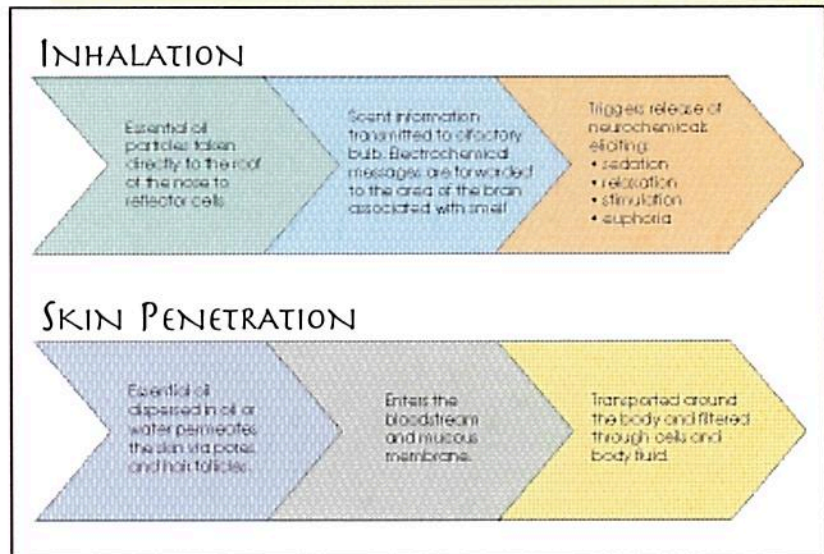 INHALATION
Essential oil
particles taken
directly to the roof
of the nose to
reflector cells
Scent information
transmitted to olfactory
bulb. Electrochemical
messages are forwarded
to the area of the brain
associated with smell
Triggers release of
neurochemicals
eliciting:
• sedation
• relaxation
• stimulation
• euphoria
SKIN PENETRATION
Essential oil
dispersed in oil or
water permeates
the skin via pores
and hair follicles.
Enters the
bloodstream
and mucous
membrane.
Transported around
the body and filtered
through cells and
body fluid.